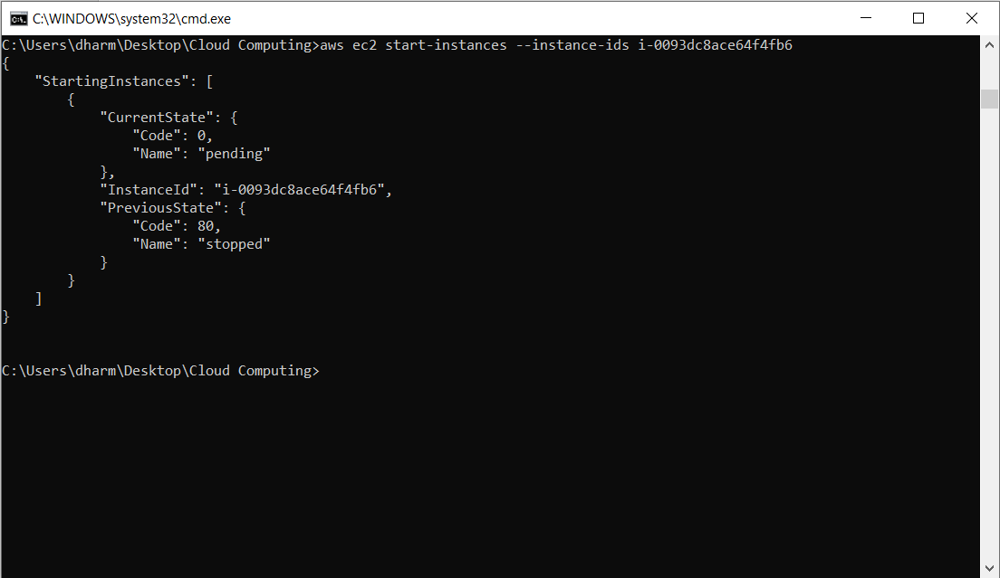 C:\WINDOWS\system32\cmd.exe
C:\Users\dharm\Desktop\Cloud Computing>aws ec2 start-instances --instance-ids i-0093dc8ace64f4fb6
{
    "StartingInstances": [
        {
            "CurrentState": {
                "Code": 0,
                "Name": "pending"
            },
            "InstanceId": "i-0093dc8ace64f4fb6",
            "PreviousState": {
                "Code": 80,
                "Name": "stopped"
            }
        }
    ]
}
C:\Users\dharm\Desktop\Cloud Computing>